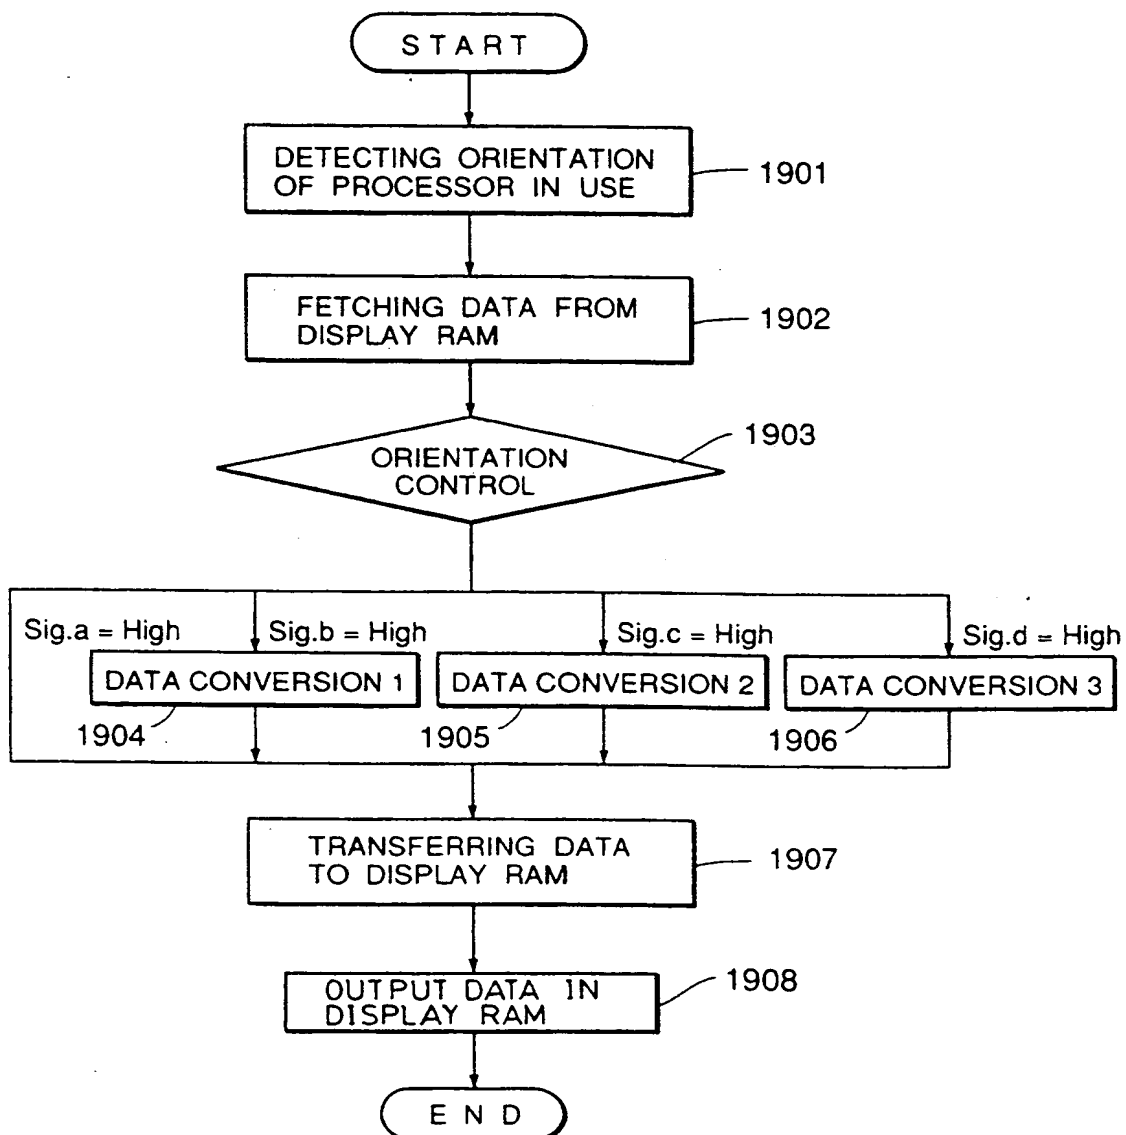 START
DETECTING ORIENTATION
OF PROCESSOR IN USE
1901
FETCHING DATA FROM
DISPLAY RAM
1902
1903
ORIENTATION
CONTROL
Sig.a = High
Sig.b = High
Sig.c = High
Sig.d = High
DATA CONVERSION 1
DATA CONVERSION 2
DATA CONVERSION 3
1904
1905
1906
TRANSFERRING DATA
TO DISPLAY RAM
1907
OUTPUT DATA IN
DISPLAY RAM
1908
END